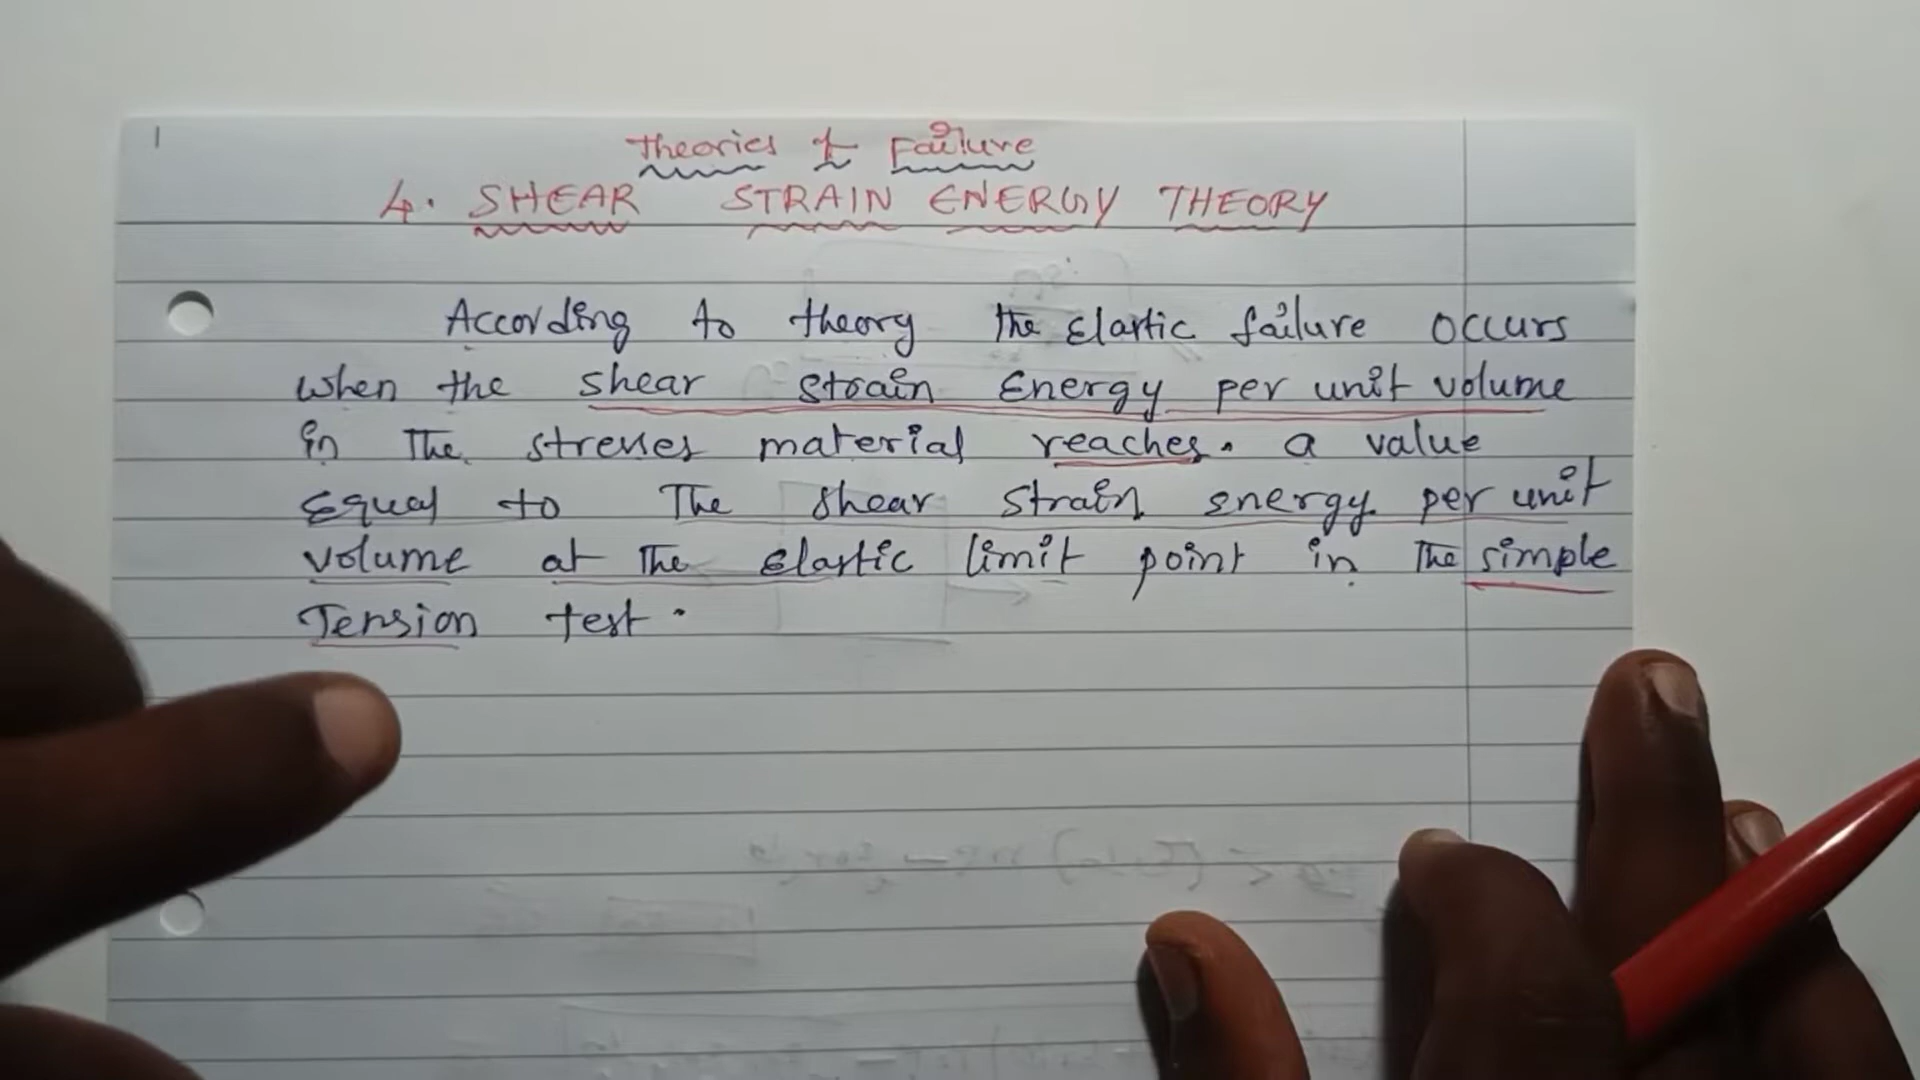 1
Theories of Failure
4. SHEAR STRAIN ENERGY THEORY
According to theory the Elastic failure occurs
when the shear strain Energy per unit volume
in The stresses material reaches. a value
Equal to The shear strain energy per unit
volume at The Elastic limit point in The simple
Tension test.